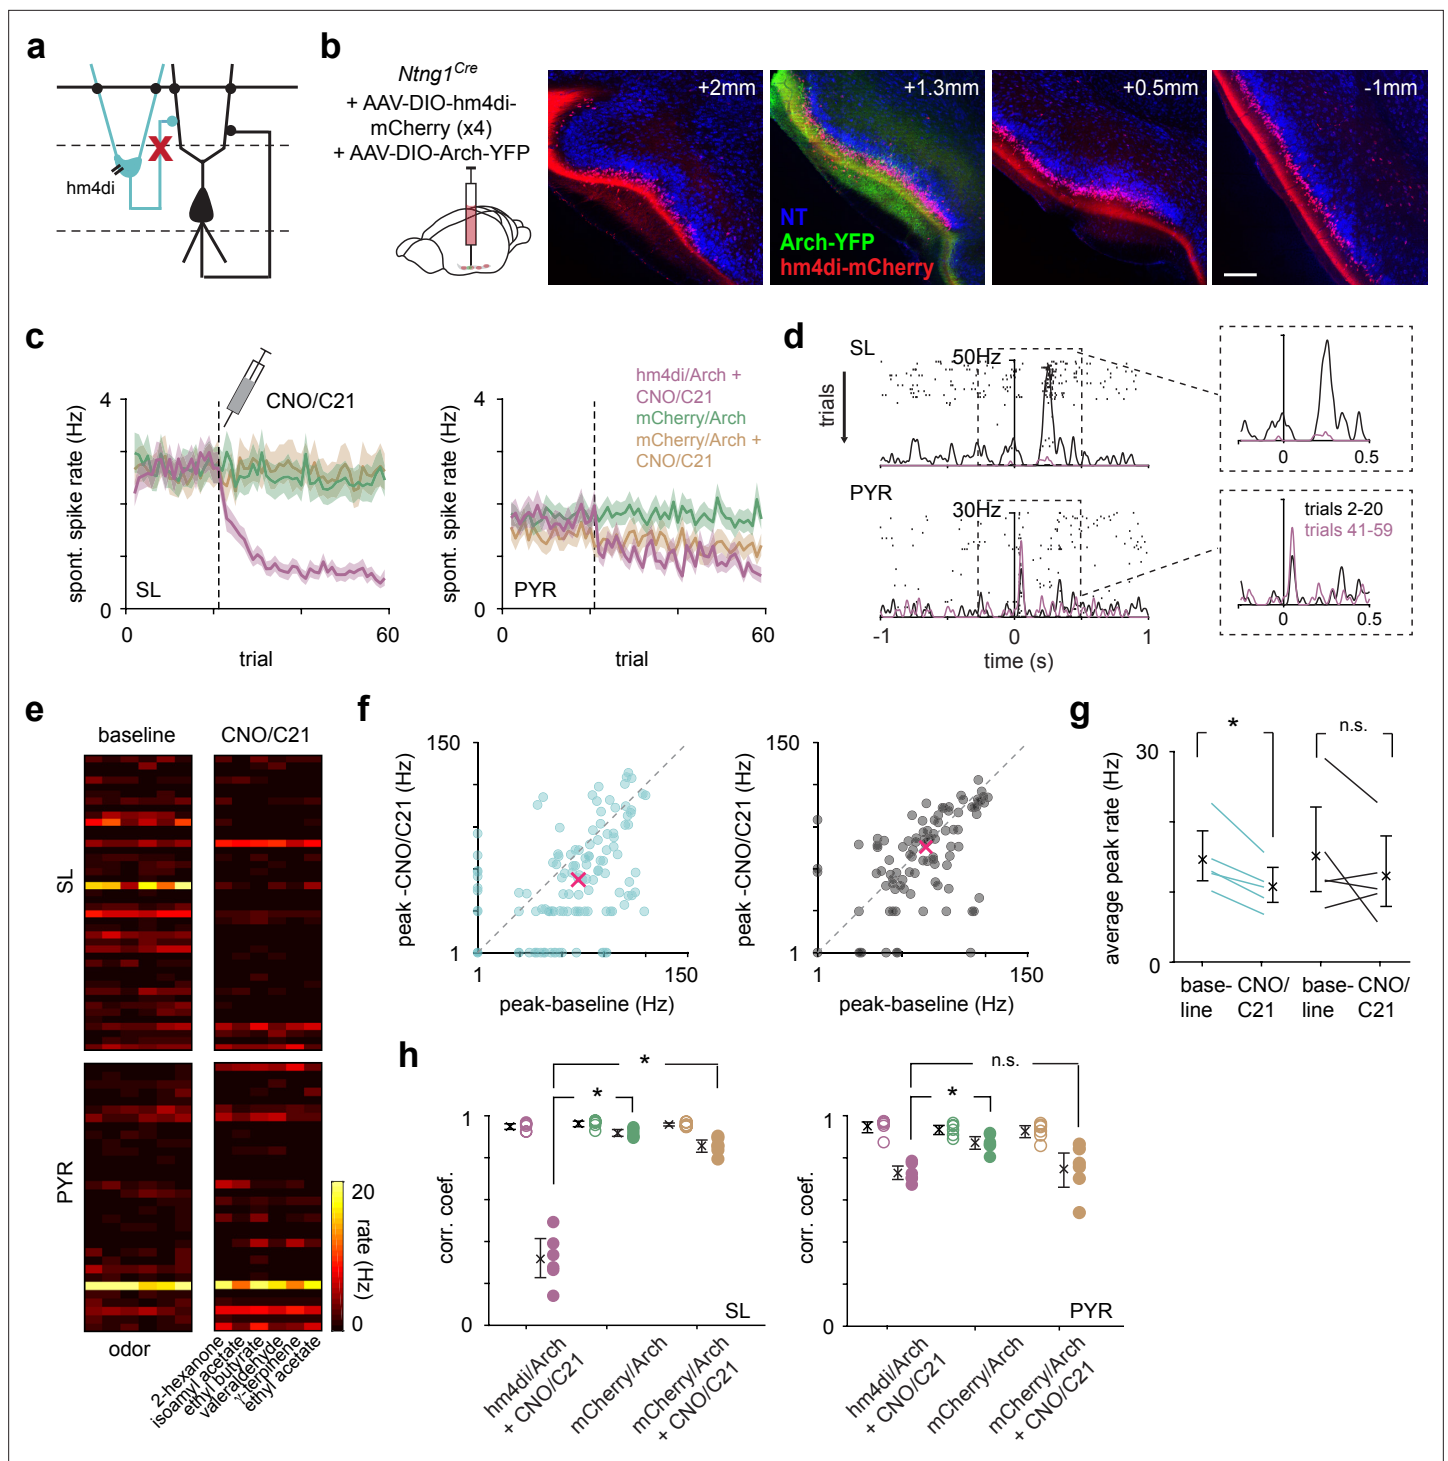 a
hm4di
b
Ntng1Cre
+ AAV-DIO-hm4di-
mCherry (x4)
+ AAV-DIO-Arch-YFP
+2mm
+1.3mm
NT
Arch-YFP
hm4di-mCherry
+0.5mm
-1mm
c
CNO/C21
spont. spike rate (Hz)
4
0
SL
0
60
trial
hm4di/Arch +
CNO/C21
mCherry/Arch
mCherry/Arch +
CNO/C21
spont. spike rate (Hz)
4
0
PYR
0
60
trial
d
SL
50Hz
trials
PYR
30Hz
-1
0
1
time (s)
0
0.5
trials 2-20
trials 41-59
0
0.5
e
baseline
CNO/C21
SL
PYR
20
rate (Hz)
0
odor
2-hexanone
isoamyl acetate
ethyl butyrate
valeraldehyde
γ-terpinene
ethyl acetate
f
150
peak -CNO/C21 (Hz)
1
1
150
peak-baseline (Hz)
150
peak -CNO/C21 (Hz)
1
1
150
peak-baseline (Hz)
g
*
n.s.
30
average peak rate (Hz)
0
base-
line
CNO/
C21
base-
line
CNO/
C21
h
*
*
1
corr. coef.
0
SL
hm4di/Arch
+ CNO/C21
mCherry/Arch
mCherry/Arch
+ CNO/C21
n.s.
*
1
corr. coef.
0
PYR
hm4di/Arch
+ CNO/C21
mCherry/Arch
mCherry/Arch
+ CNO/C21